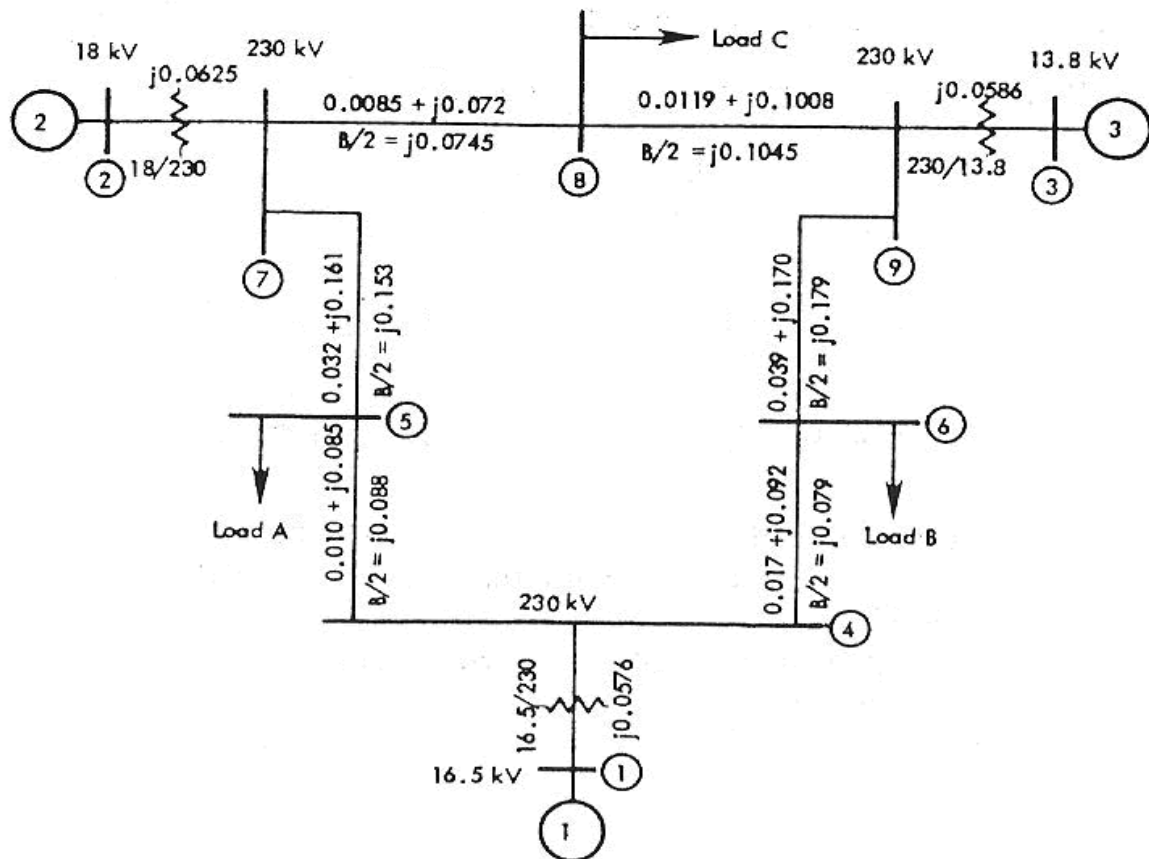 18 kV
230 kV
Load C
230 kV
13.8 kV
j0.0625
0.0085 + j0.072
0.0119 + j0.1008
j0.0586
2
B/2 = j0.0745
B/2 = j0.1045
3
2
18/230
8
230/13.8
3
7
9
0.032 +j0.161
B/2 = j0.153
0.039 + j0.170
B/2 = j0.179
5
6
Load A
0.010 + j0.085
B/2 = j0.088
0.017 +j0.092
B/2 = j0.079
Load B
230 kV
4
16.5/230
j0.0576
16.5 kV
1
1